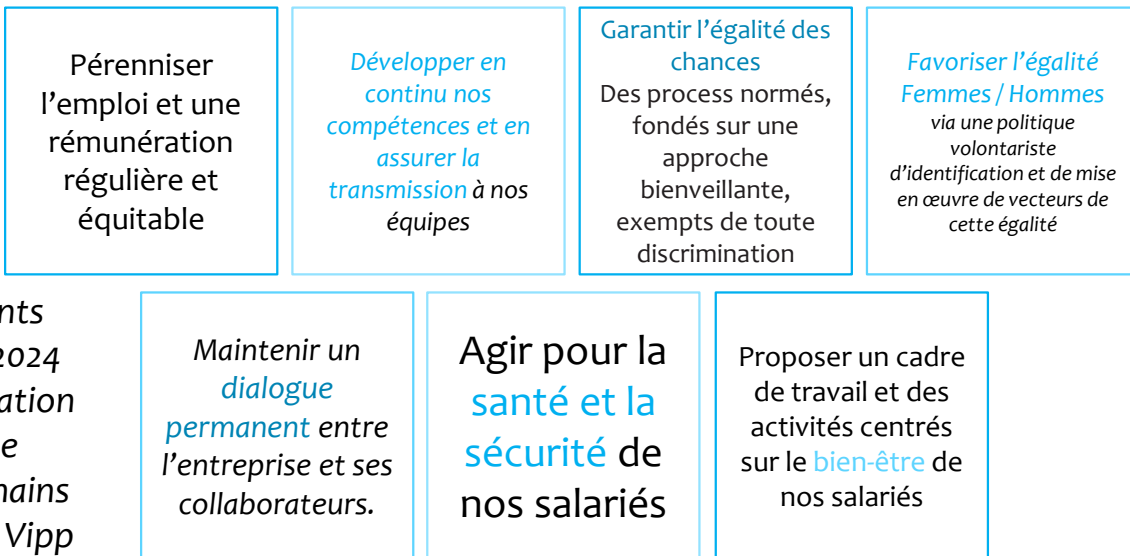 Pérenniser
l’emploi et une
rémunération
régulière et
équitable
Développer en
continu nos
compétences et en
assurer la
transmission à nos
équipes
Garantir l’égalité des
chances
Des process normés,
fondés sur une
approche
bienveillante,
exempts de toute
discrimination
Favoriser l’égalité
Femmes / Hommes
via une politique
volontariste
d’identification et de mise
en œuvre de vecteurs de
cette égalité
nts
2024
ation
e
nains
Vipp
Maintenir un
dialogue
permanent entre
l’entreprise et ses
collaborateurs.
Agir pour la
santé et la
sécurité de
nos salariés
Proposer un cadre
de travail et des
activités centrés
sur le bien-être de
nos salariés